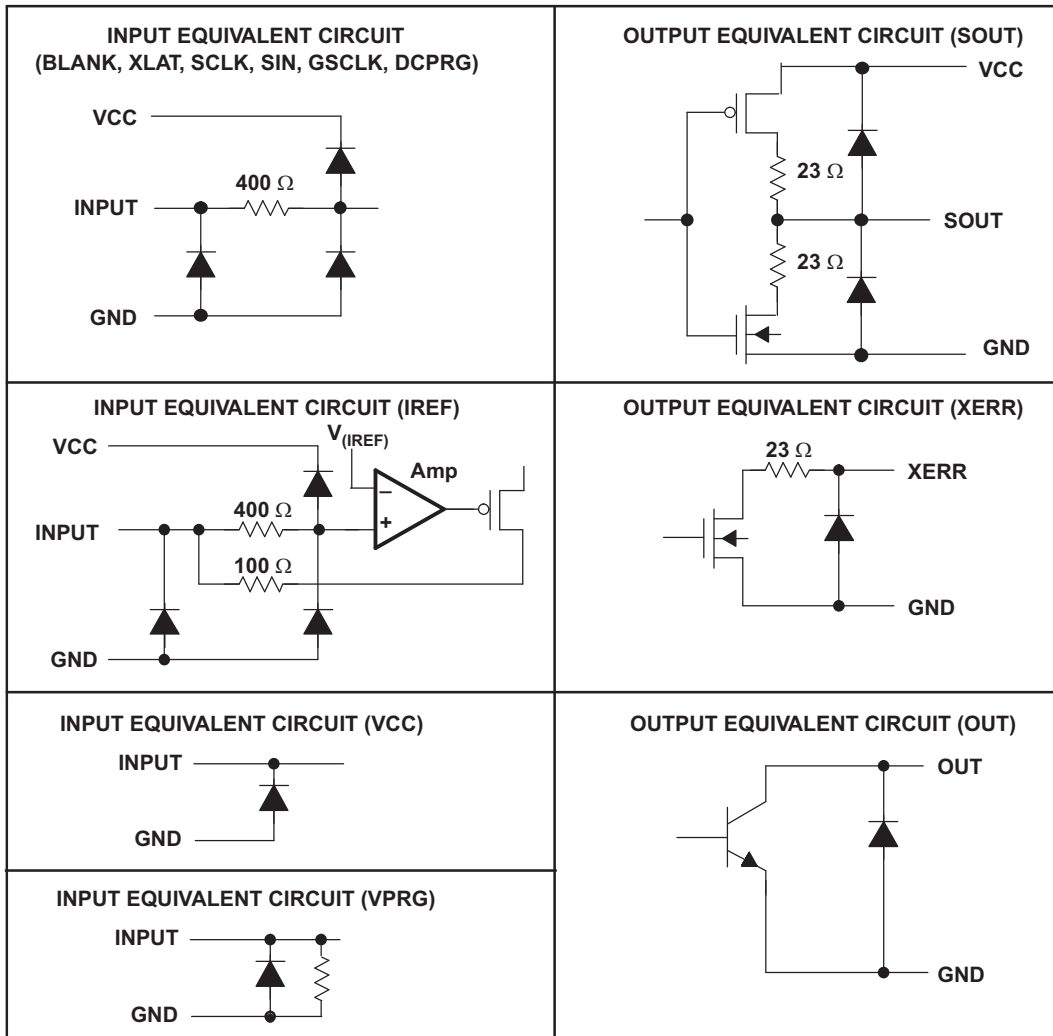 INPUT EQUIVALENT CIRCUIT
(BLANK, XLAT, SCLK, SIN, GSCLK, DCPRG)
VCC
400 Ω
INPUT
GND
OUTPUT EQUIVALENT CIRCUIT (SOUT)
VCC
23 Ω
SOUT
23 Ω
GND
INPUT EQUIVALENT CIRCUIT (IREF)
VCC
V(IREF)
Amp
−
400 Ω
INPUT
+
100 Ω
GND
OUTPUT EQUIVALENT CIRCUIT (XERR)
23 Ω
XERR
GND
INPUT EQUIVALENT CIRCUIT (VCC)
INPUT
GND
OUTPUT EQUIVALENT CIRCUIT (OUT)
OUT
GND
INPUT EQUIVALENT CIRCUIT (VPRG)
INPUT
GND